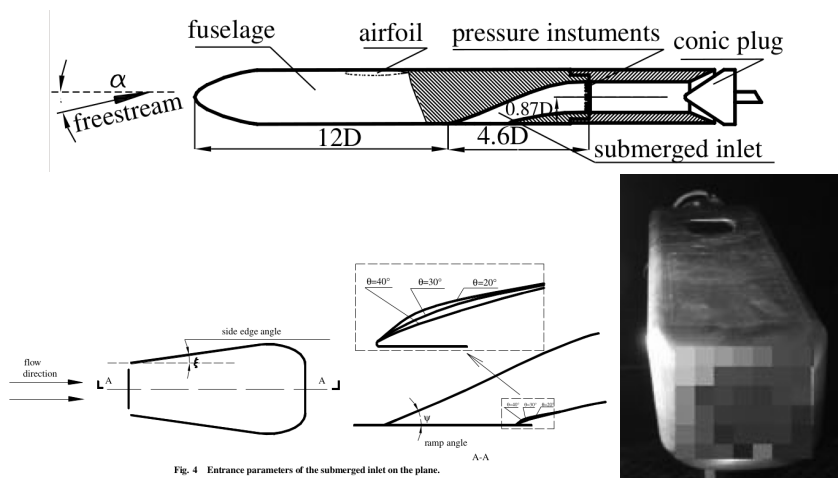 fuselage
airfoil
pressure instuments
conic plug
α
freestream
0.87D
12D
4.6D
submerged inlet
θ=40°
θ=30°
θ=20°
side edge angle
flow
direction
ξ
A
A
θ=40°
θ=30°
θ=20°
ψ
ramp angle
A-A
Fig. 4 Entrance parameters of the submerged inlet on the plane.